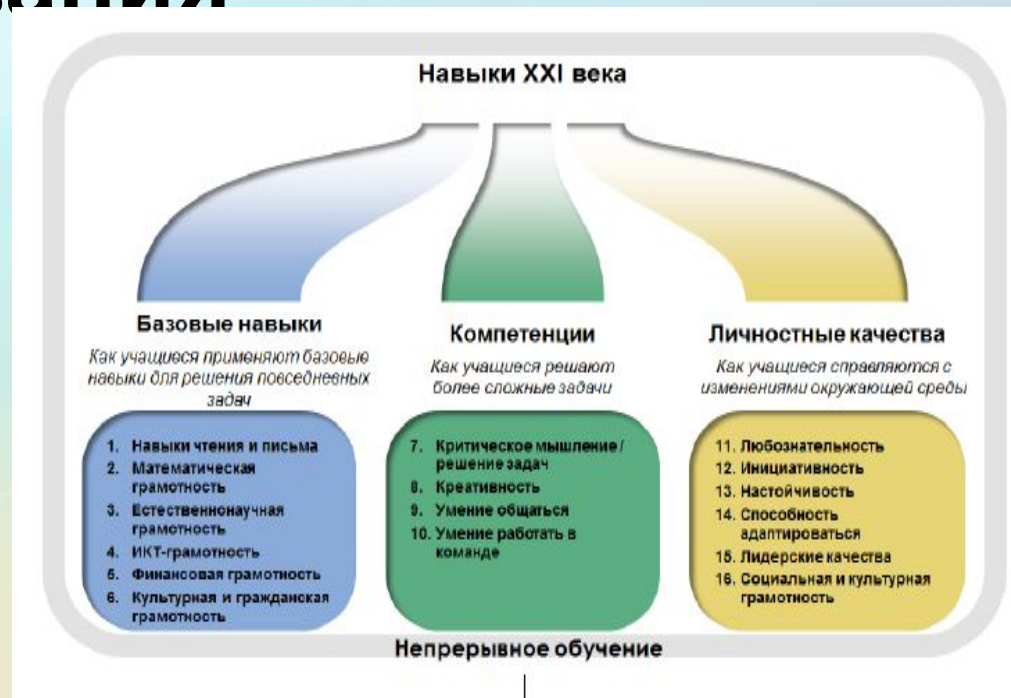 Навыки XXI века
Базовые навыки
Как учащиеся применяют базовые
навыки для решения повседневных
задач
1. Навыки чтения и письма
2. Математическая
грамотность
3. Естественнонаучная
грамотность
4. ИКТ-грамотность
5. Финансовая грамотность
6. Культурная и гражданская
грамотность
Компетенции
Как учащиеся решают
более сложные задачи
7. Критическое мышление/
решение задач
8. Креативность
9. Умение общаться
10. Умение работать в
команде
Личностные качества
Как учащиеся справляются с
изменениями окружающей среды
11. Любознательность
12. Инициативность
13. Настойчивость
14. Способность
адаптироваться
15. Лидерские качества
16. Социальная и культурная
грамотность
Непрерывное обучение